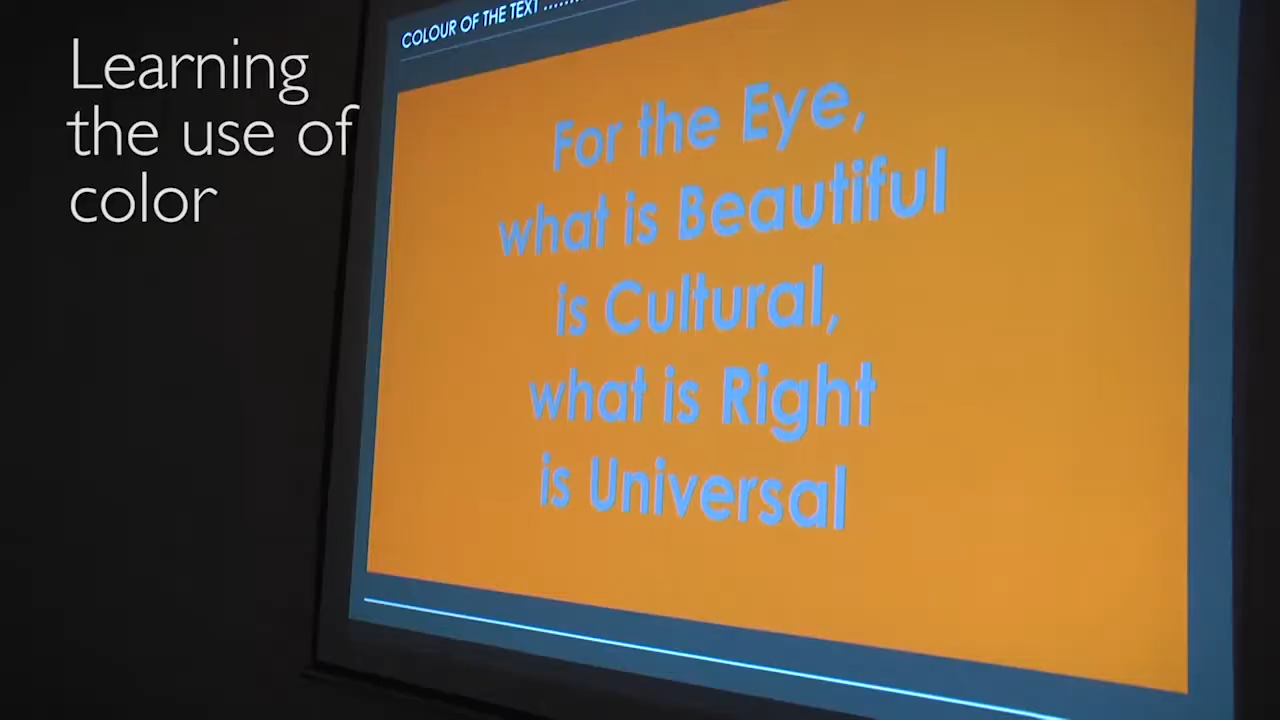 Learning
the use of
color
COLOUR OF THE TEXT ........
For the Eye,
what is Beautiful
is Cultural,
what is Right
is Universal